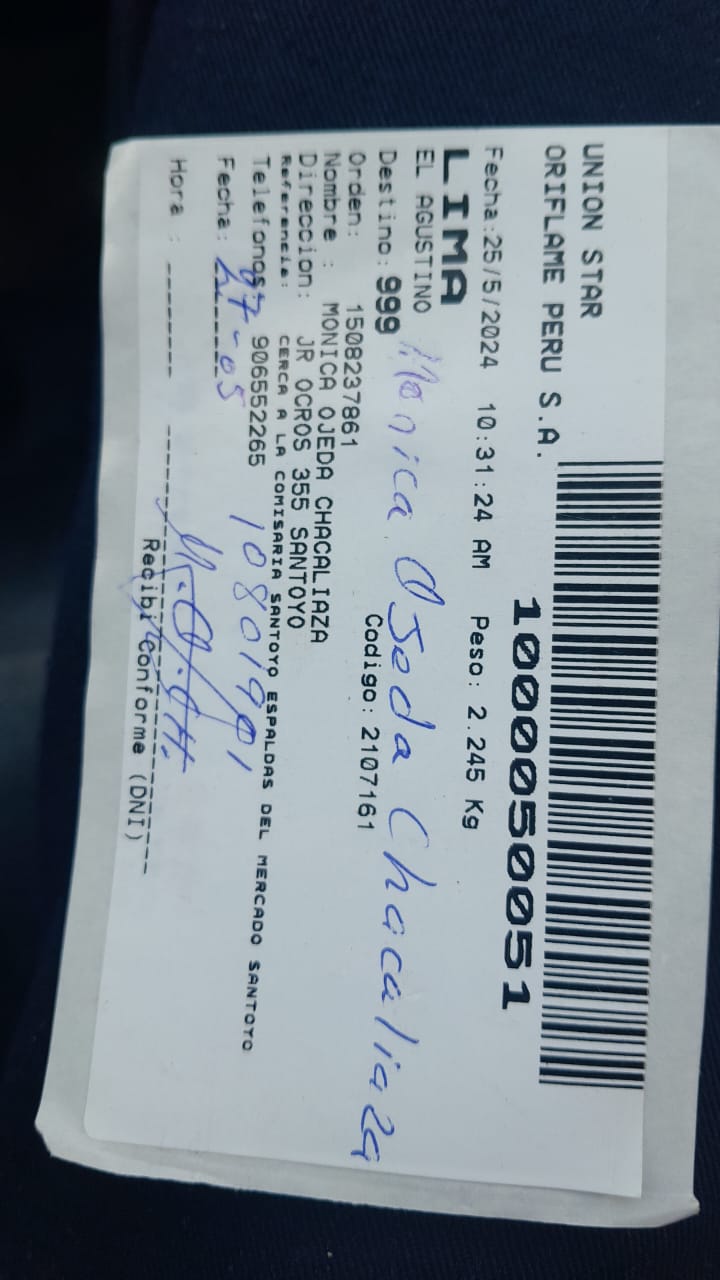 UNION STAR
ORIFLAME PERU S.A.
1000050051
Fecha:25/5/2024 10:31:24 AM Peso: 2.245 Kg
LIMA
EL AGUSTINO Monica Ojeda Chacaliaza
Destino: 999 Codigo: 2107161
Orden: 1508237861
Nombre : MONICA OJEDA CHACALIAZA
Direccion: JR OCROS 355 SANTOYO
Referencia: CERCA A LA COMISARIA SANTOYO ESPALDAS DEL MERCADO SANTOYO
Telefonos 906552265
Fecha: 27-05
Hora :
Recibi Conforme (DNI)